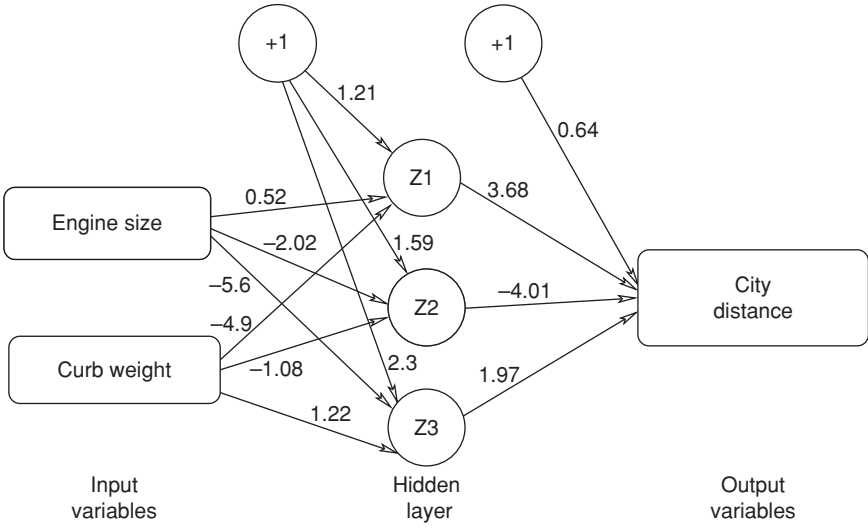 +1
+1
1.21
0.64
Z1
0.52
3.68
Engine size
–2.02
1.59
City
distance
–5.6
–4.01
Z2
–4.9
Curb weight
–1.08
2.3
1.97
1.22
Z3
Input
variables
Hidden
layer
Output
variables